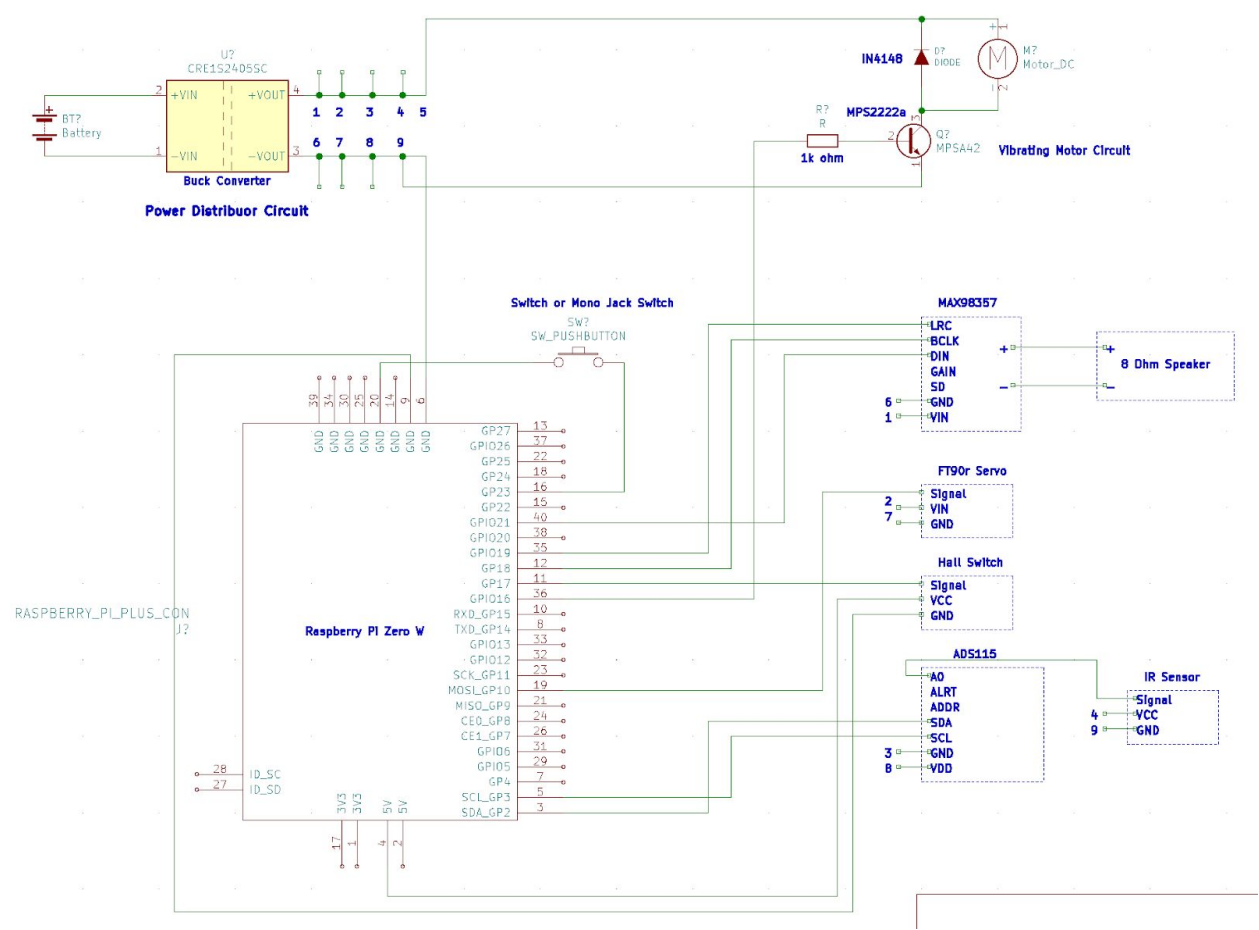 U?
CRE1S2405SC
2 +VIN +VOUT 4
1 -VIN -VOUT 3
BT?
Battery
Buck Converter
Power Distribuor Circuit
1 2 3 4 5
6 7 8 9
IN4148
D?
DIODE
+ 1
M
M?
Motor_DC
- 2
R?
R
1k ohm
MPS2222a
3
2
1
Q?
MPSA42
Vibrating Motor Circuit
Switch or Mono Jack Switch
SW?
SW_PUSHBUTTON
39 34 30 25 20 14 9 6
GND GND GND GND GND GND GND GND
GP27 13
GPIO26 37
GP25 22
GP24 18
GP23 16
GP22 15
GPIO21 40
GPIO20 38
GPIO19 35
GP18 12
GP17 11
GPIO16 36
RXD_GP15 10
TXD_GP14 8
GPIO13 33
GPIO12 32
SCK_GP11 23
MOSI_GP10 19
MISO_GP9 21
CE0_GP8 24
CE1_GP7 26
GPIO6 31
GPIO5 29
GP4 7
SCL_GP3 5
SDA_GP2 3
RASPBERRY_PI_PLUS_CON
J?
Raspberry Pi Zero W
28 ID_SC
27 ID_SD
3V3 3V3 5V 5V
17 1 4 2
MAX98357
LRC
BCLK
DIN
GAIN
SD
6 GND
1 VIN
+ +
- -
8 Ohm Speaker
FT90r Servo
Signal
2 VIN
7 GND
Hall Switch
Signal
VCC
GND
ADS115
A0
ALRT
ADDR
SDA
SCL
3 GND
8 VDD
IR Sensor
Signal
4 VCC
9 GND